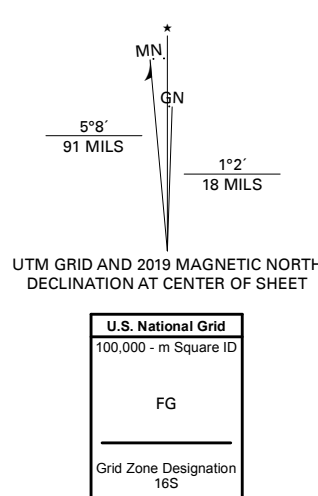 ★
MN
GN
5°8´
91 MILS
1°2´
18 MILS
UTM GRID AND 2019 MAGNETIC NORTH
DECLINATION AT CENTER OF SHEET
U.S. National Grid
100,000 - m Square ID
FG
Grid Zone Designation
16S